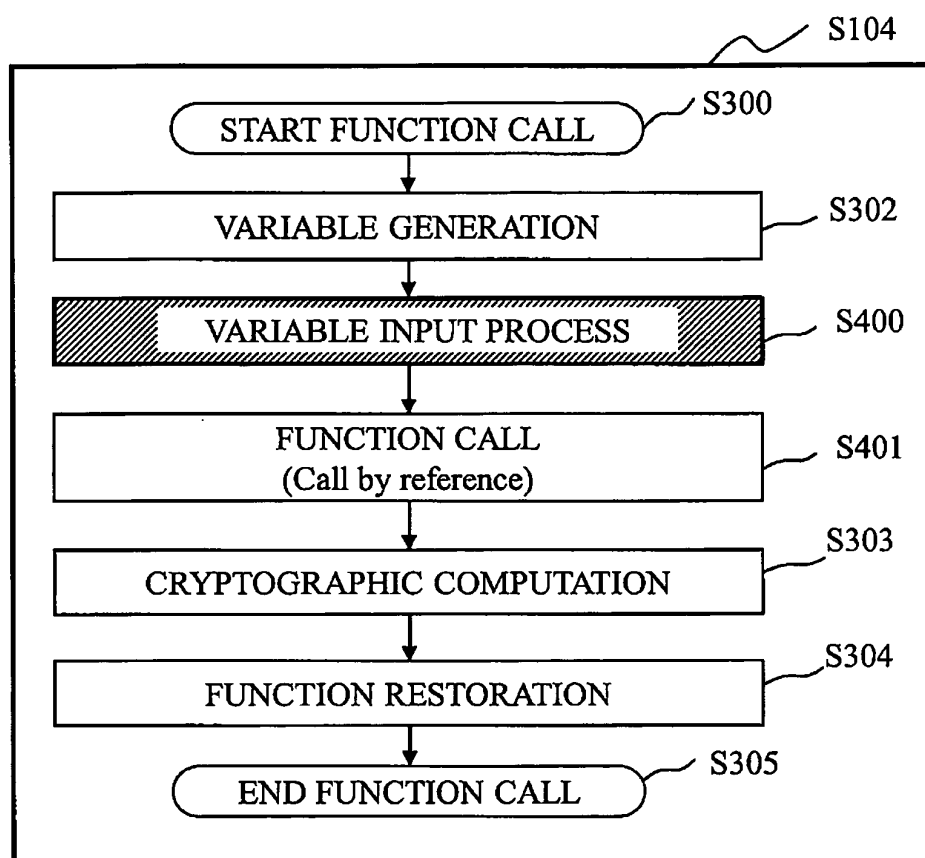 S104
START FUNCTION CALL
S300
VARIABLE GENERATION
S302
VARIABLE INPUT PROCESS
S400
FUNCTION CALL
(Call by reference)
S401
CRYPTOGRAPHIC COMPUTATION
S303
FUNCTION RESTORATION
S304
END FUNCTION CALL
S305